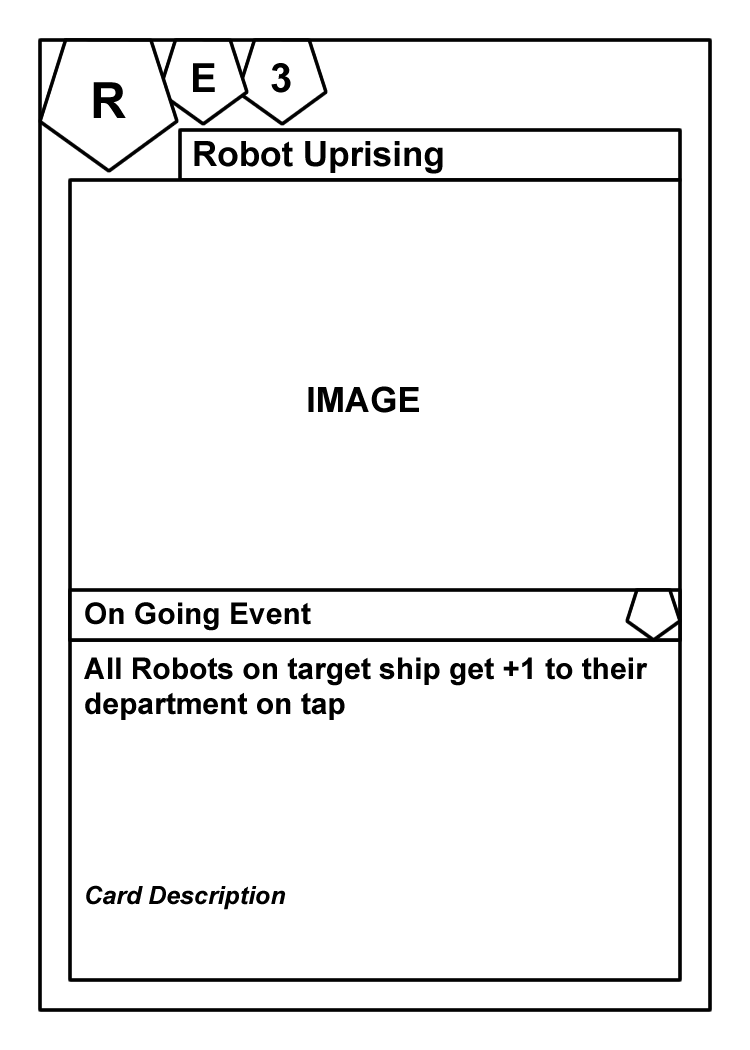 R E 3
Robot Uprising
IMAGE
On Going Event
All Robots on target ship get +1 to their
department on tap
Card Description